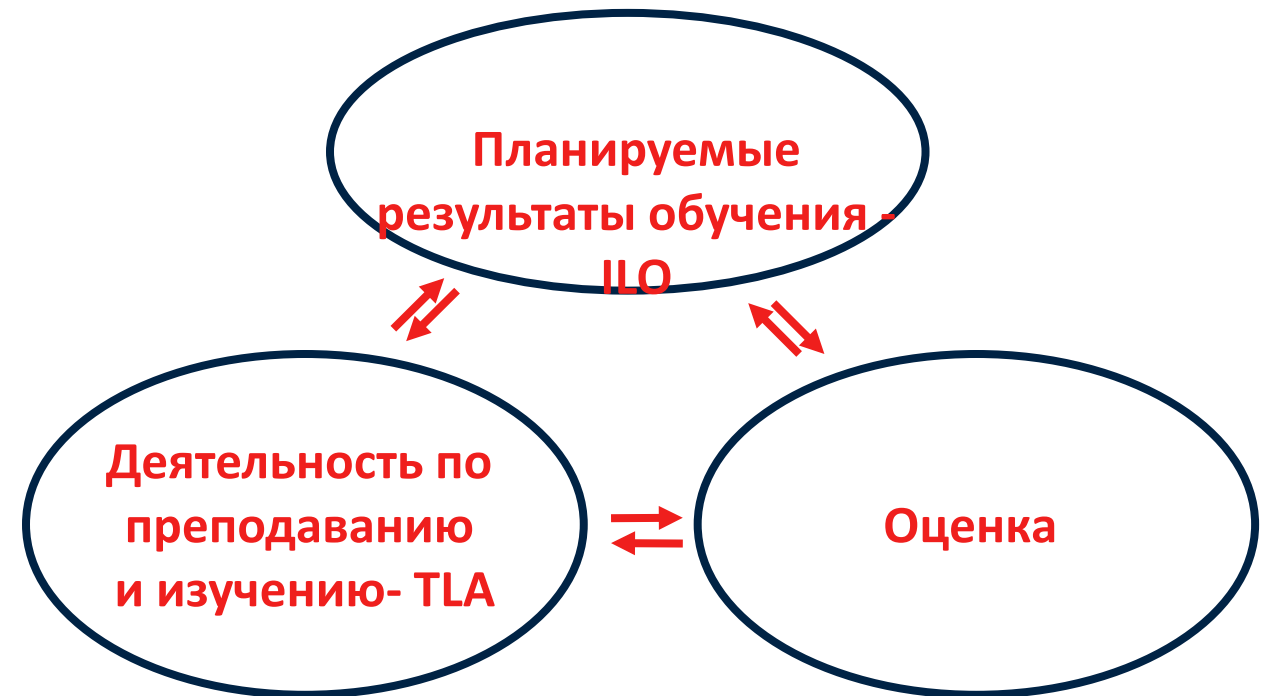 Планируемые
результаты обучения -
ILO
Деятельность по
преподаванию
и изучению- TLA
Оценка